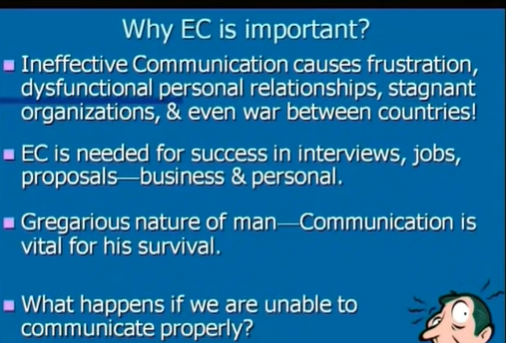 Why EC is important?
Ineffective Communication causes frustration,
dysfunctional personal relationships, stagnant
organizations, & even war between countries!
EC is needed for success in interviews, jobs,
proposals—business & personal.
Gregarious nature of man—Communication is
vital for his survival.
What happens if we are unable to
communicate properly?